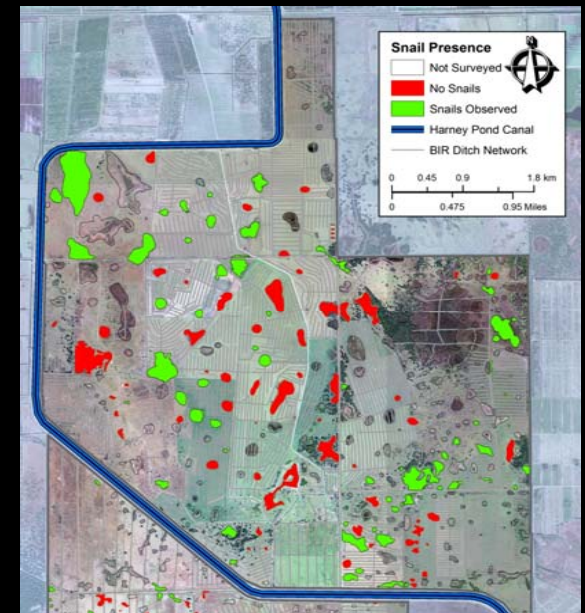 Snail Presence
Not Surveyed
No Snails
Snails Observed
Harney Pond Canal
BIR Ditch Network
0 0.45 0.9 1.8 km
0 0.475 0.95 Miles